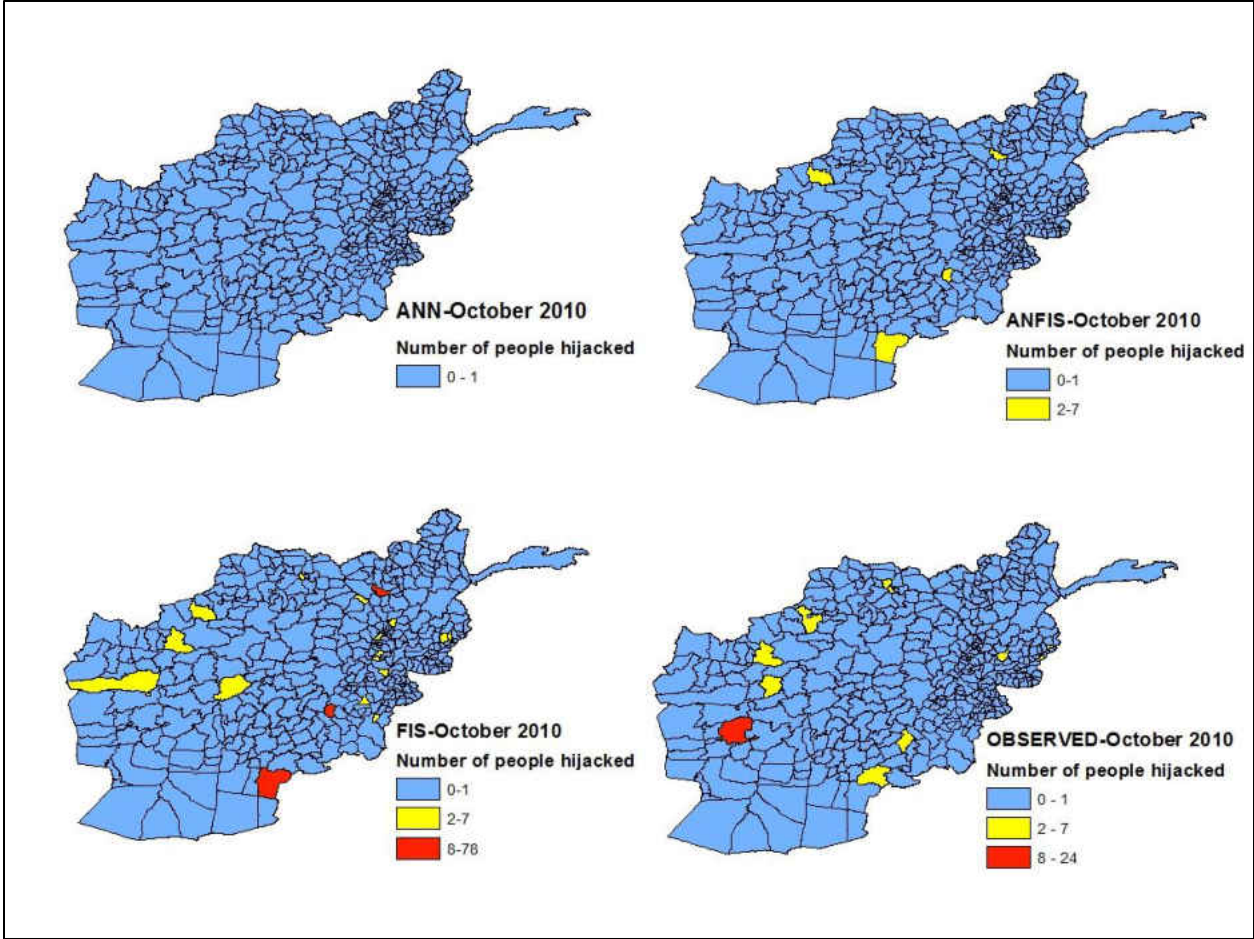 ANN-October 2010
Number of people hijacked
0 - 1
ANFIS-October 2010
Number of people hijacked
0-1
2-7
FIS-October 2010
Number of people hijacked
0-1
2-7
8-78
OBSERVED-October 2010
Number of people hijacked
0 - 1
2 - 7
8 - 24